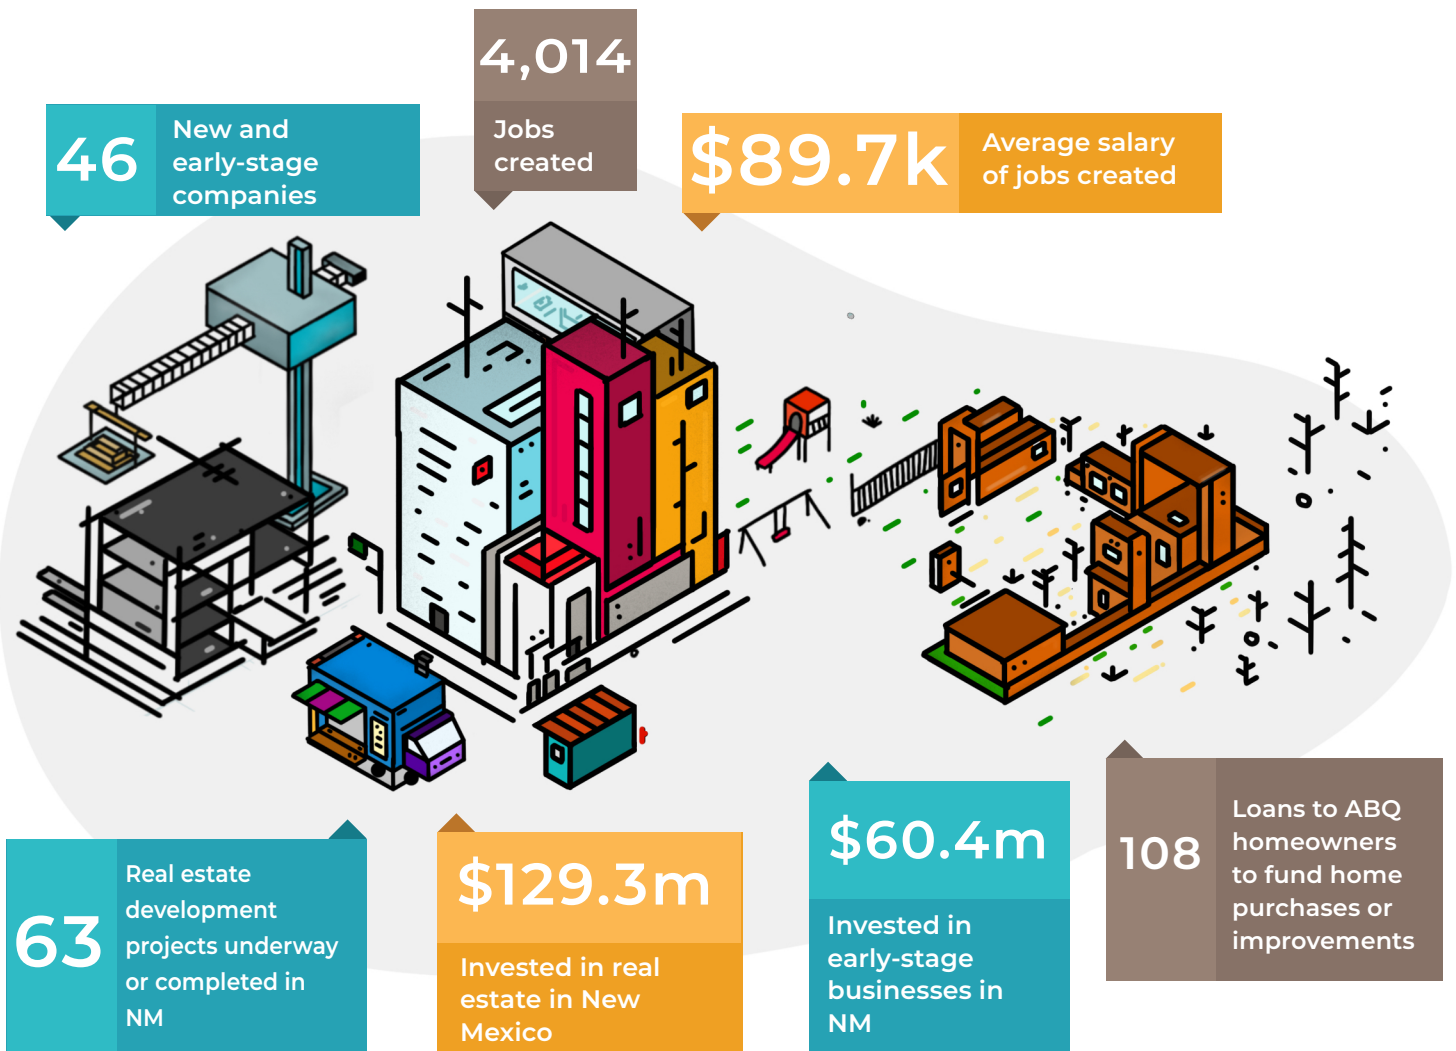 4,014
Jobs
created
46
New and
early-stage
companies
$89.7k
Average salary
of jobs created
63
Real estate
development
projects underway
or completed in
NM
$129.3m
Invested in real
estate in New
Mexico
$60.4m
Invested in
early-stage
businesses in
NM
108
Loans to ABQ
homeowners
to fund home
purchases or
improvements